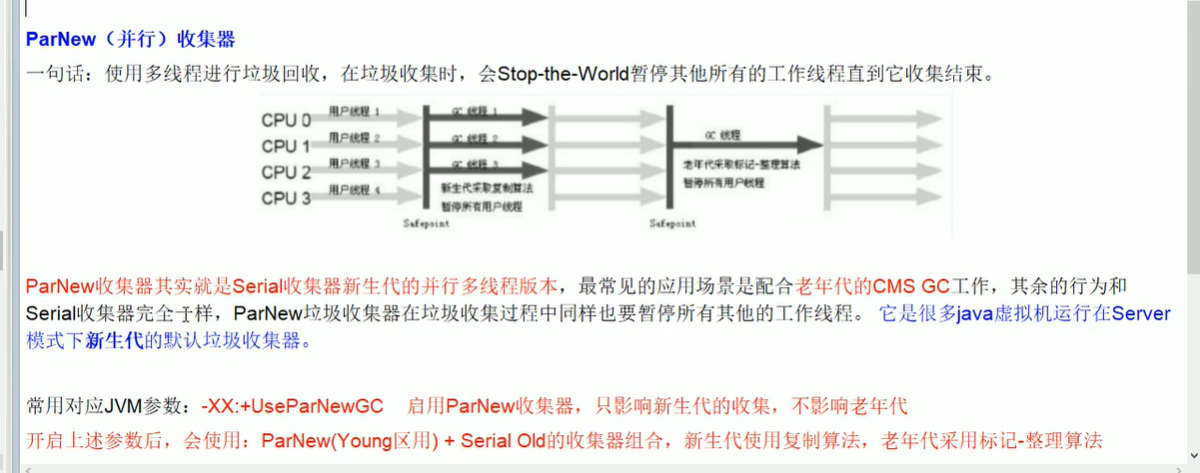 ParNew（并行）收集器
一句话：使用多线程进行垃圾回收，在垃圾收集时，会Stop-the-World暂停其他所有的工作线程直到它收集结束。
CPU 0 用户线程 1 GC 线程 1
CPU 1 用户线程 2 GC 线程 2 GC 线程
CPU 2 用户线程 3 GC 线程 3 老年代采取标记-整理算法
CPU 3 用户线程 4 新生代采取复制算法 暂停所有用户线程
暂停所有用户线程
Safepoint Safepoint
ParNew收集器其实就是Serial收集器新生代的并行多线程版本，最常见的应用场景是配合老年代的CMS GC工作，其余的行为和
Serial收集器完全一样，ParNew垃圾收集器在垃圾收集过程中同样也要暂停所有其他的工作线程。 它是很多java虚拟机运行在Server
模式下新生代的默认垃圾收集器。
常用对应JVM参数：-XX:+UseParNewGC 启用ParNew收集器，只影响新生代的收集，不影响老年代
开启上述参数后，会使用：ParNew(Young区用) + Serial Old的收集器组合，新生代使用复制算法，老年代采用标记-整理算法